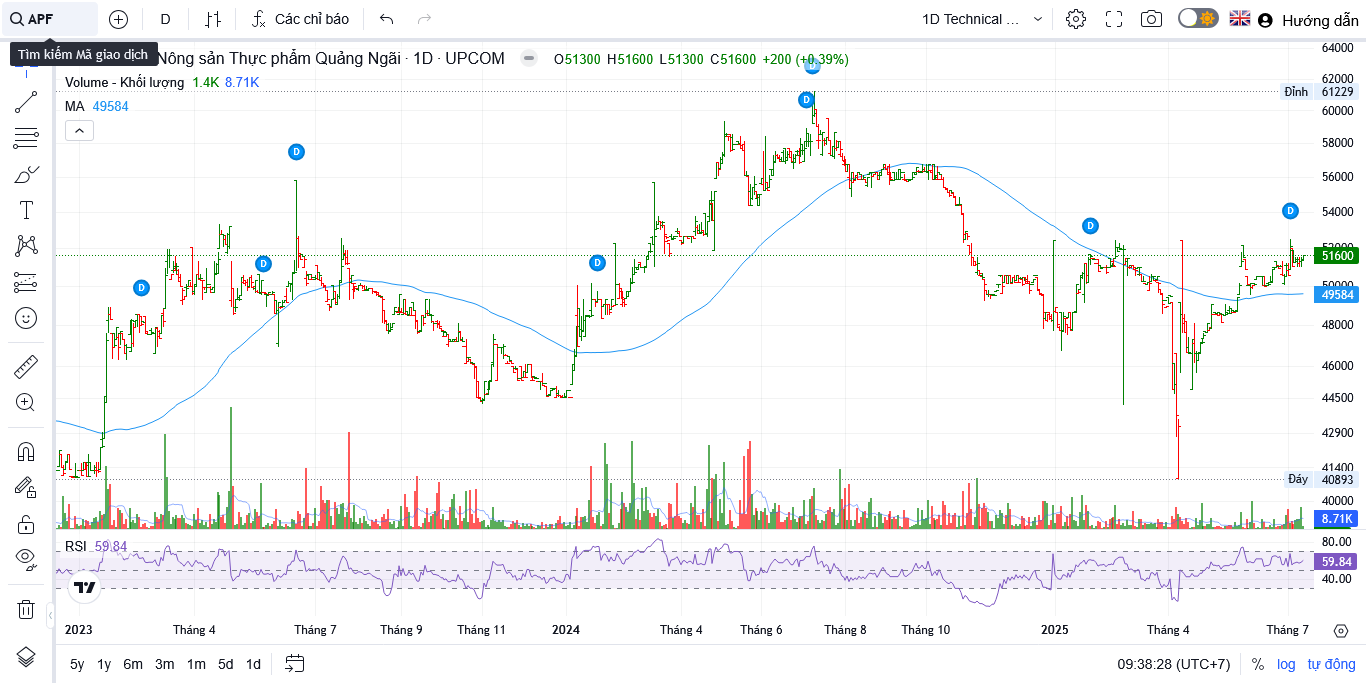 APF
D
Các chỉ báo
1D Technical ...
Hướng dẫn
Tìm kiếm Mã giao dịch
Nông sản Thực phẩm Quảng Ngãi · 1D · UPCOM
O51300 H51600 L51300 C51600 +200 (+0.39%)
Volume - Khối lượng 1.4K 8.71K
MA 49584
D
D
D
D
D
D
D
D
64000
62000
Đỉnh 61229
60000
58000
56000
54000
52000
51600
50000
49584
48000
46000
44500
42900
41400
Đáy 40893
40000
8.71K
RSI 59.84
80.00
59.84
40.00
2023 Tháng 4 Tháng 7 Tháng 9 Tháng 11 2024 Tháng 4 Tháng 6 Tháng 8 Tháng 10 2025 Tháng 4 Tháng 7
5y 1y 6m 3m 1m 5d 1d
09:38:28 (UTC+7) % log tự động